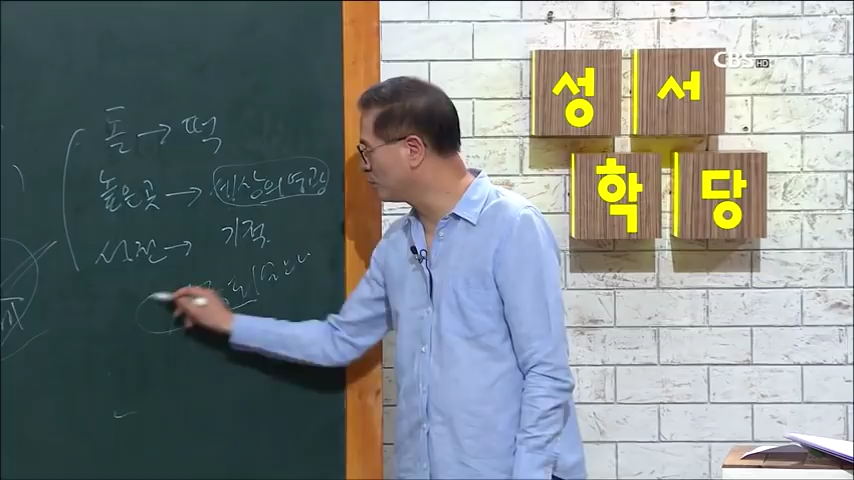 돌 → 떡
높은 곳 → 세상의 영광
성전 → 기적
성서
학당
CBS HD